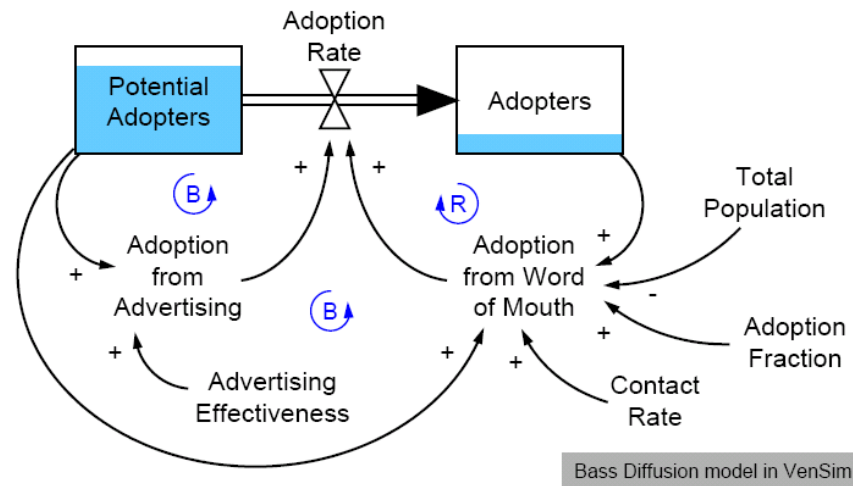 Adoption
Rate
Potential
Adopters
Adopters
+
+
B
R
Total
Population
+
+
Adoption
from
Advertising
Adoption
from Word
of Mouth
-
B
+
+
+
+
Adoption
Fraction
Advertising
Effectiveness
Contact
Rate
Bass Diffusion model in VenSim